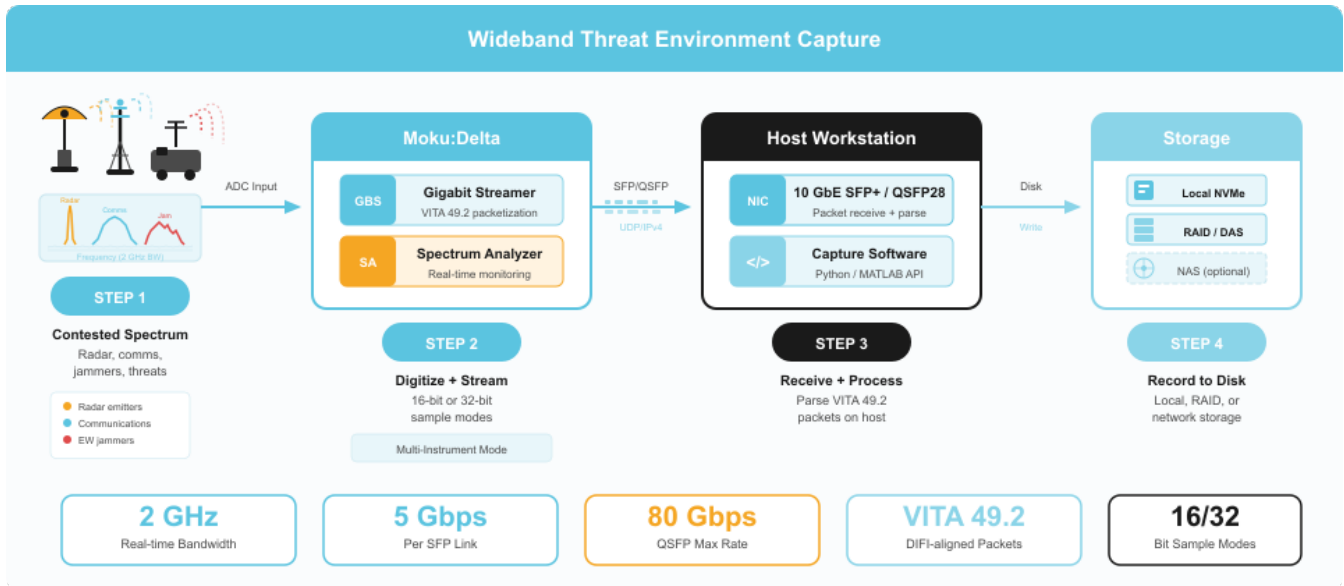 Wideband Threat Environment Capture
Radar
Comms
Jam
Frequency (2 GHz BW)
STEP 1
Contested Spectrum
Radar, comms,
jammers, threats
Radar emitters
Communications
EW jammers
ADC Input
Moku:Delta
GBS
Gigabit Streamer
VITA 49.2 packetization
SA
Spectrum Analyzer
Real-time monitoring
STEP 2
Digitize + Stream
16-bit or 32-bit
sample modes
Multi-Instrument Mode
SFP/QSFP
UDP/IPv4
Host Workstation
NIC
10 GbE SFP+ / QSFP28
Packet receive + parse
</>
Capture Software
Python / MATLAB API
STEP 3
Receive + Process
Parse VITA 49.2
packets on host
Disk
Write
Storage
Local NVMe
RAID / DAS
NAS (optional)
STEP 4
Record to Disk
Local, RAID, or
network storage
2 GHz
Real-time Bandwidth
5 Gbps
Per SFP Link
80 Gbps
QSFP Max Rate
VITA 49.2
DIFI-aligned Packets
16/32
Bit Sample Modes